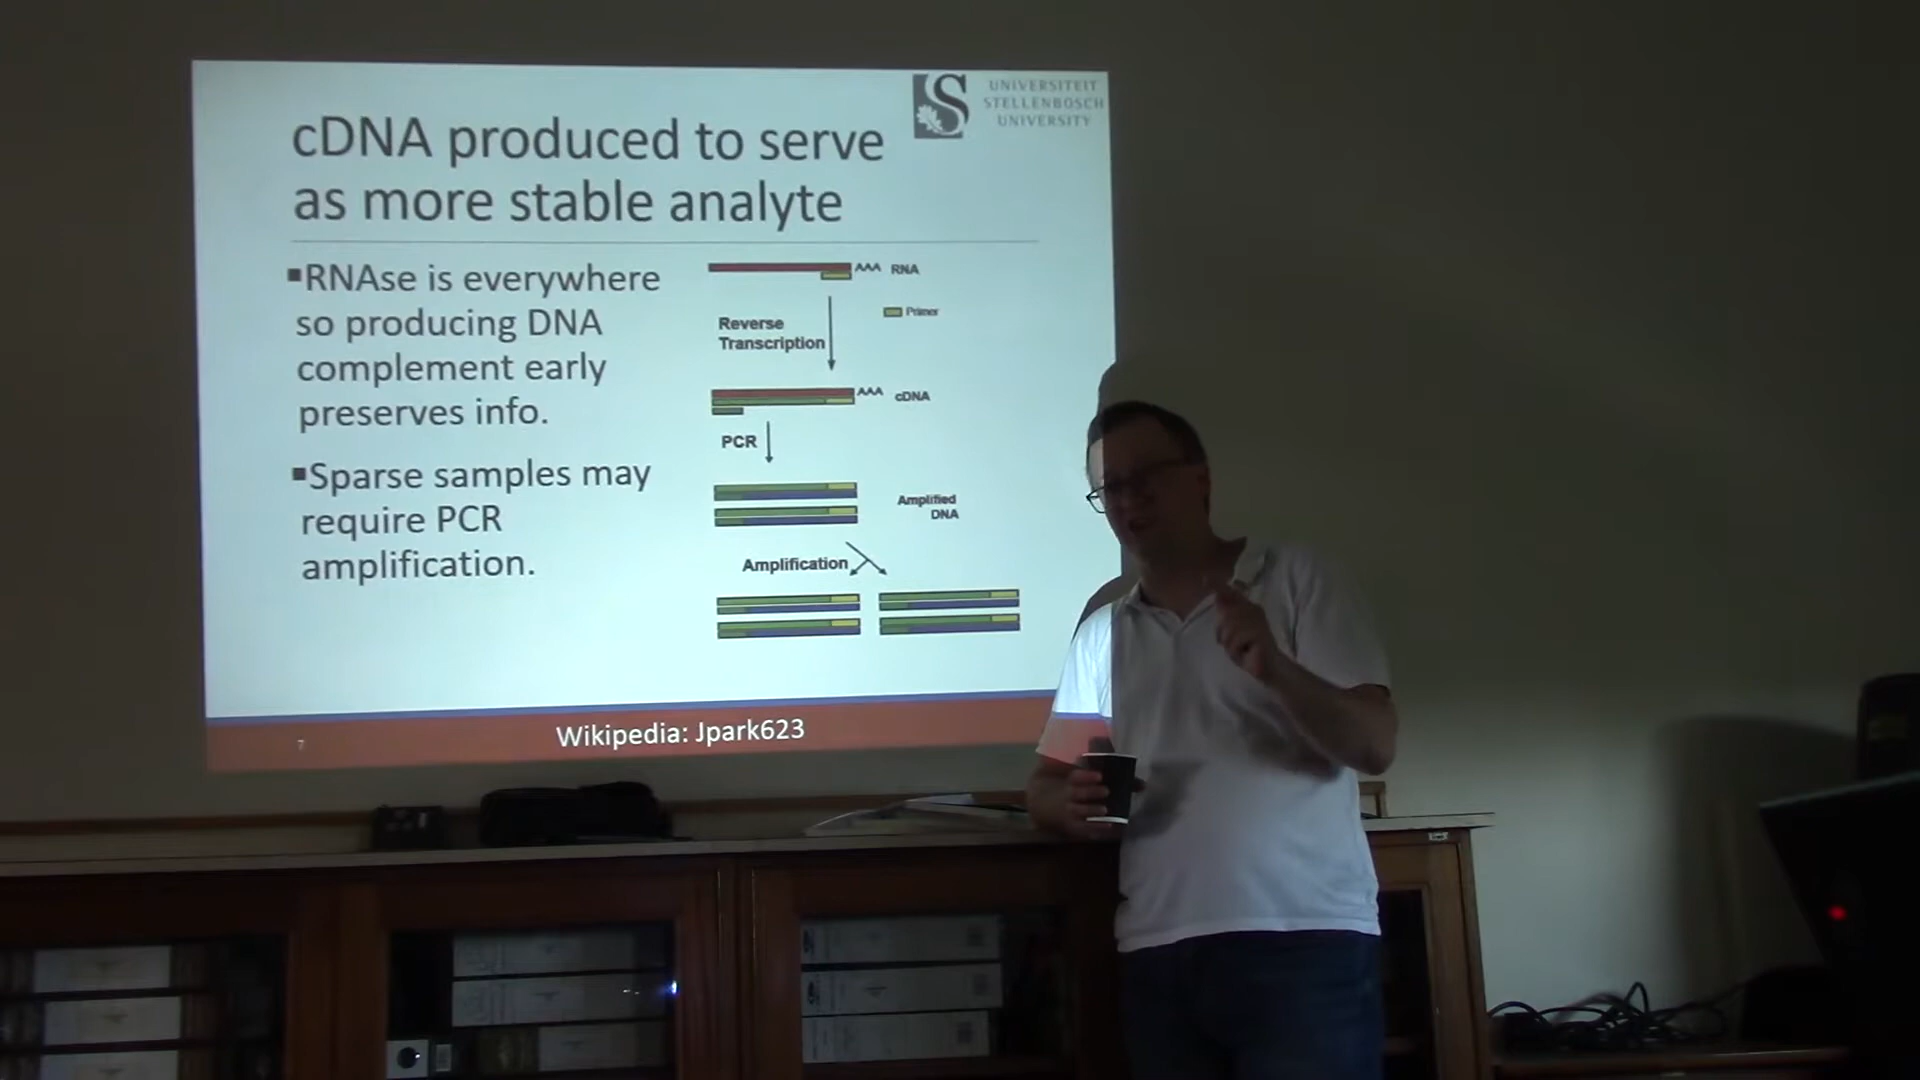 cDNA produced to serve
as more stable analyte
UNIVERSITEIT
STELLENBOSCH
UNIVERSITY
▪RNAse is everywhere
so producing DNA
complement early
preserves info.
▪Sparse samples may
require PCR
amplification.
AAA RNA
Primer
Reverse
Transcription
AAA cDNA
PCR
Amplified
DNA
Amplification
7
Wikipedia: Jpark623